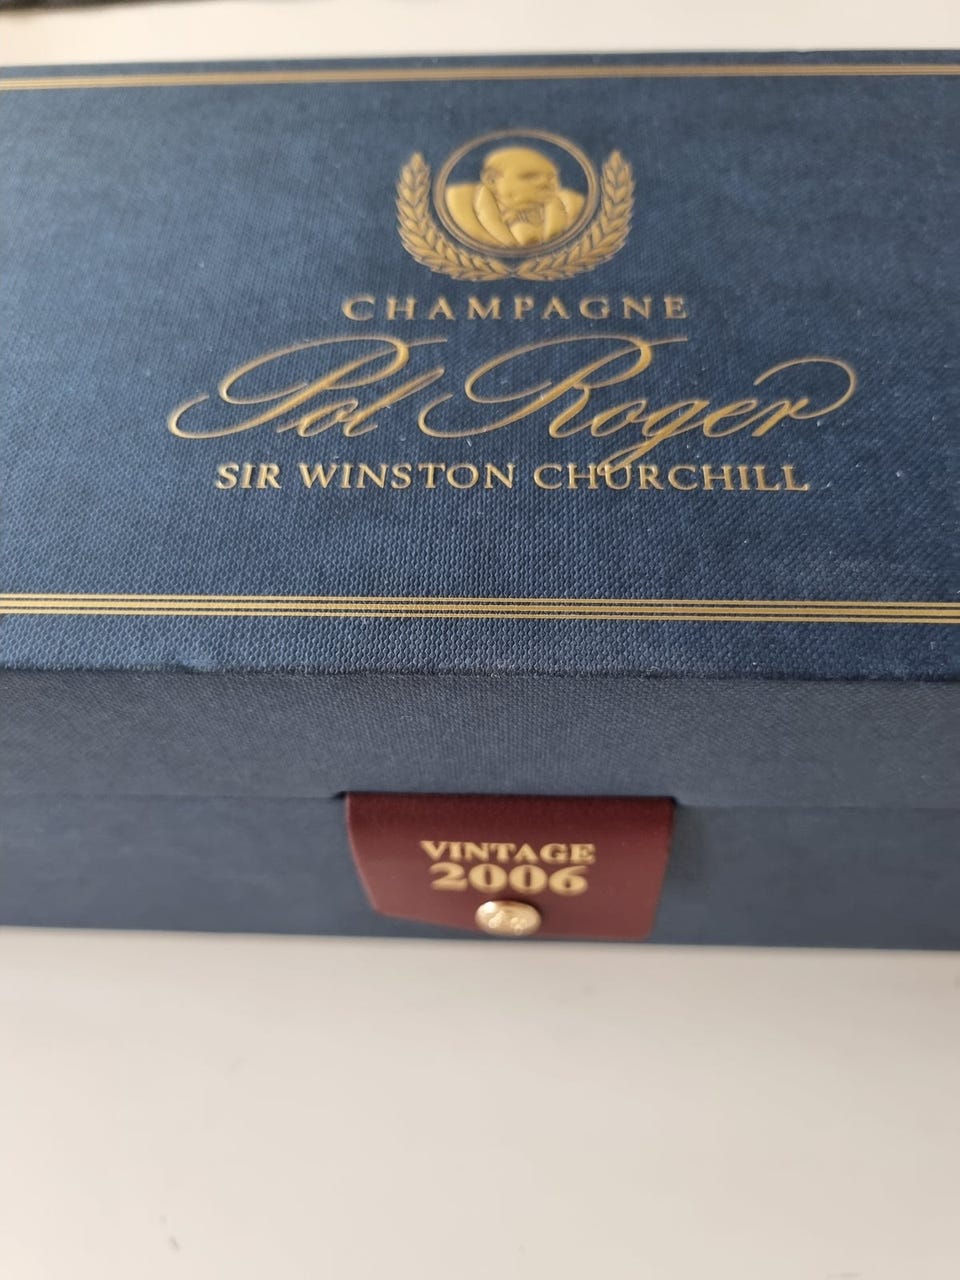 CHAMPAGNE
Pol Roger
SIR WINSTON CHURCHILL
VINTAGE
2006